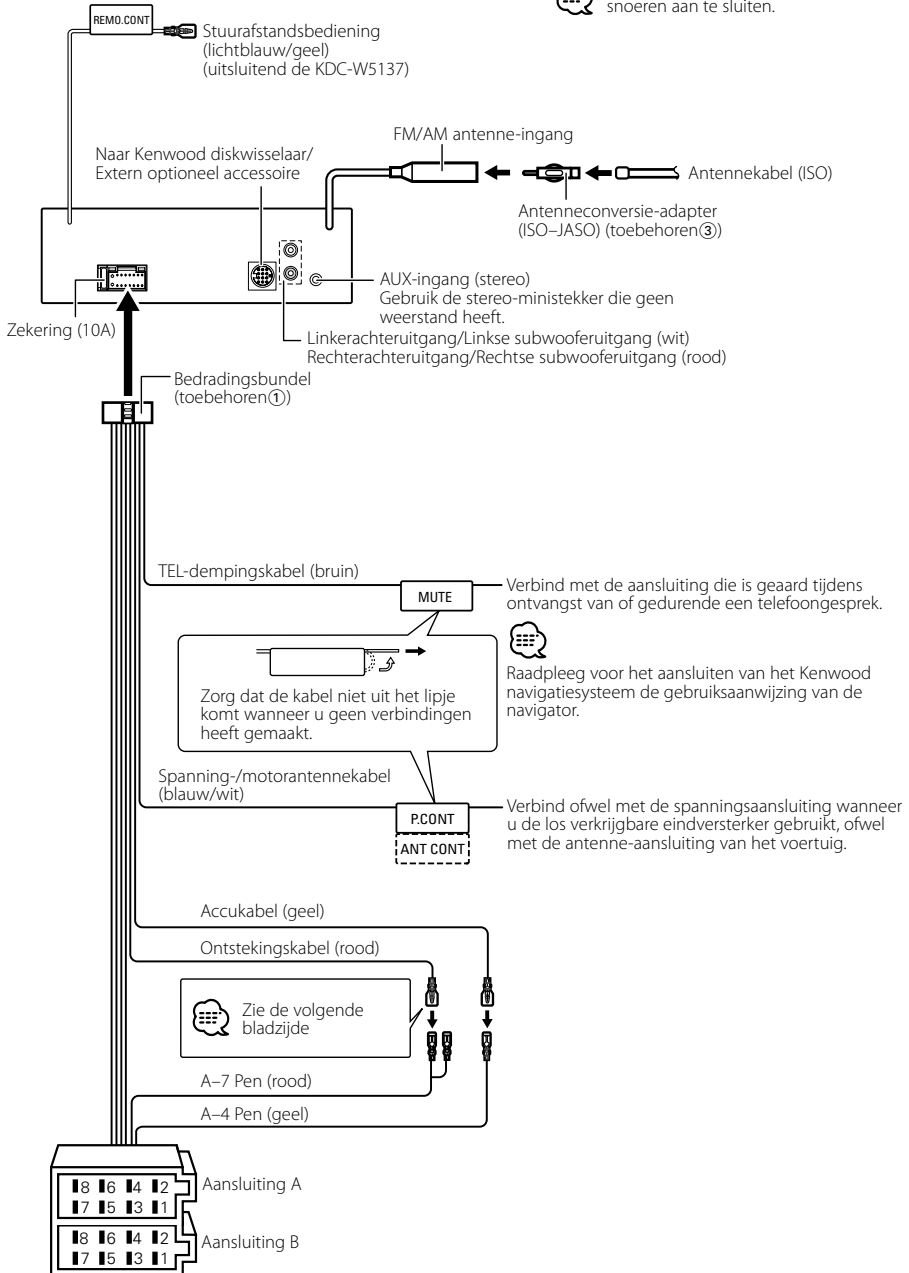 snoeren aan te sluiten.
REMO.CONT
Stuurafstandsbediening
(lichtblauw/geel)
(uitsluitend de KDC-W5137)
FM/AM antenne-ingang
Naar Kenwood diskwisselaar/
Extern optioneel accessoire
Antennekabel (ISO)
Antenneconversie-adapter
(ISO–JASO) (toebehoren③)
AUX-ingang (stereo)
Gebruik de stereo-ministekker die geen
weerstand heeft.
Zekering (10A)
Linkerachteruitgang/Linkse subwooferuitgang (wit)
Rechterachteruitgang/Rechtse subwooferuitgang (rood)
Bedradingsbundel
(toebehoren①)
TEL-dempingskabel (bruin)
MUTE
Verbind met de aansluiting die is geaard tijdens
ontvangst van of gedurende een telefoongesprek.
Raadpleeg voor het aansluiten van het Kenwood
navigatiesysteem de gebruiksaanwijzing van de
navigator.
Zorg dat de kabel niet uit het lipje
komt wanneer u geen verbindingen
heeft gemaakt.
Spanning-/motorantennekabel
(blauw/wit)
P.CONT
ANT CONT
Verbind ofwel met de spanningsaansluiting wanneer
u de los verkrijgbare eindversterker gebruikt, ofwel
met de antenne-aansluiting van het voertuig.
Accukabel (geel)
Ontstekingskabel (rood)
Zie de volgende
bladzijde
A–7 Pen (rood)
A–4 Pen (geel)
8 6 4 2
7 5 3 1
Aansluiting A
8 6 4 2
7 5 3 1
Aansluiting B